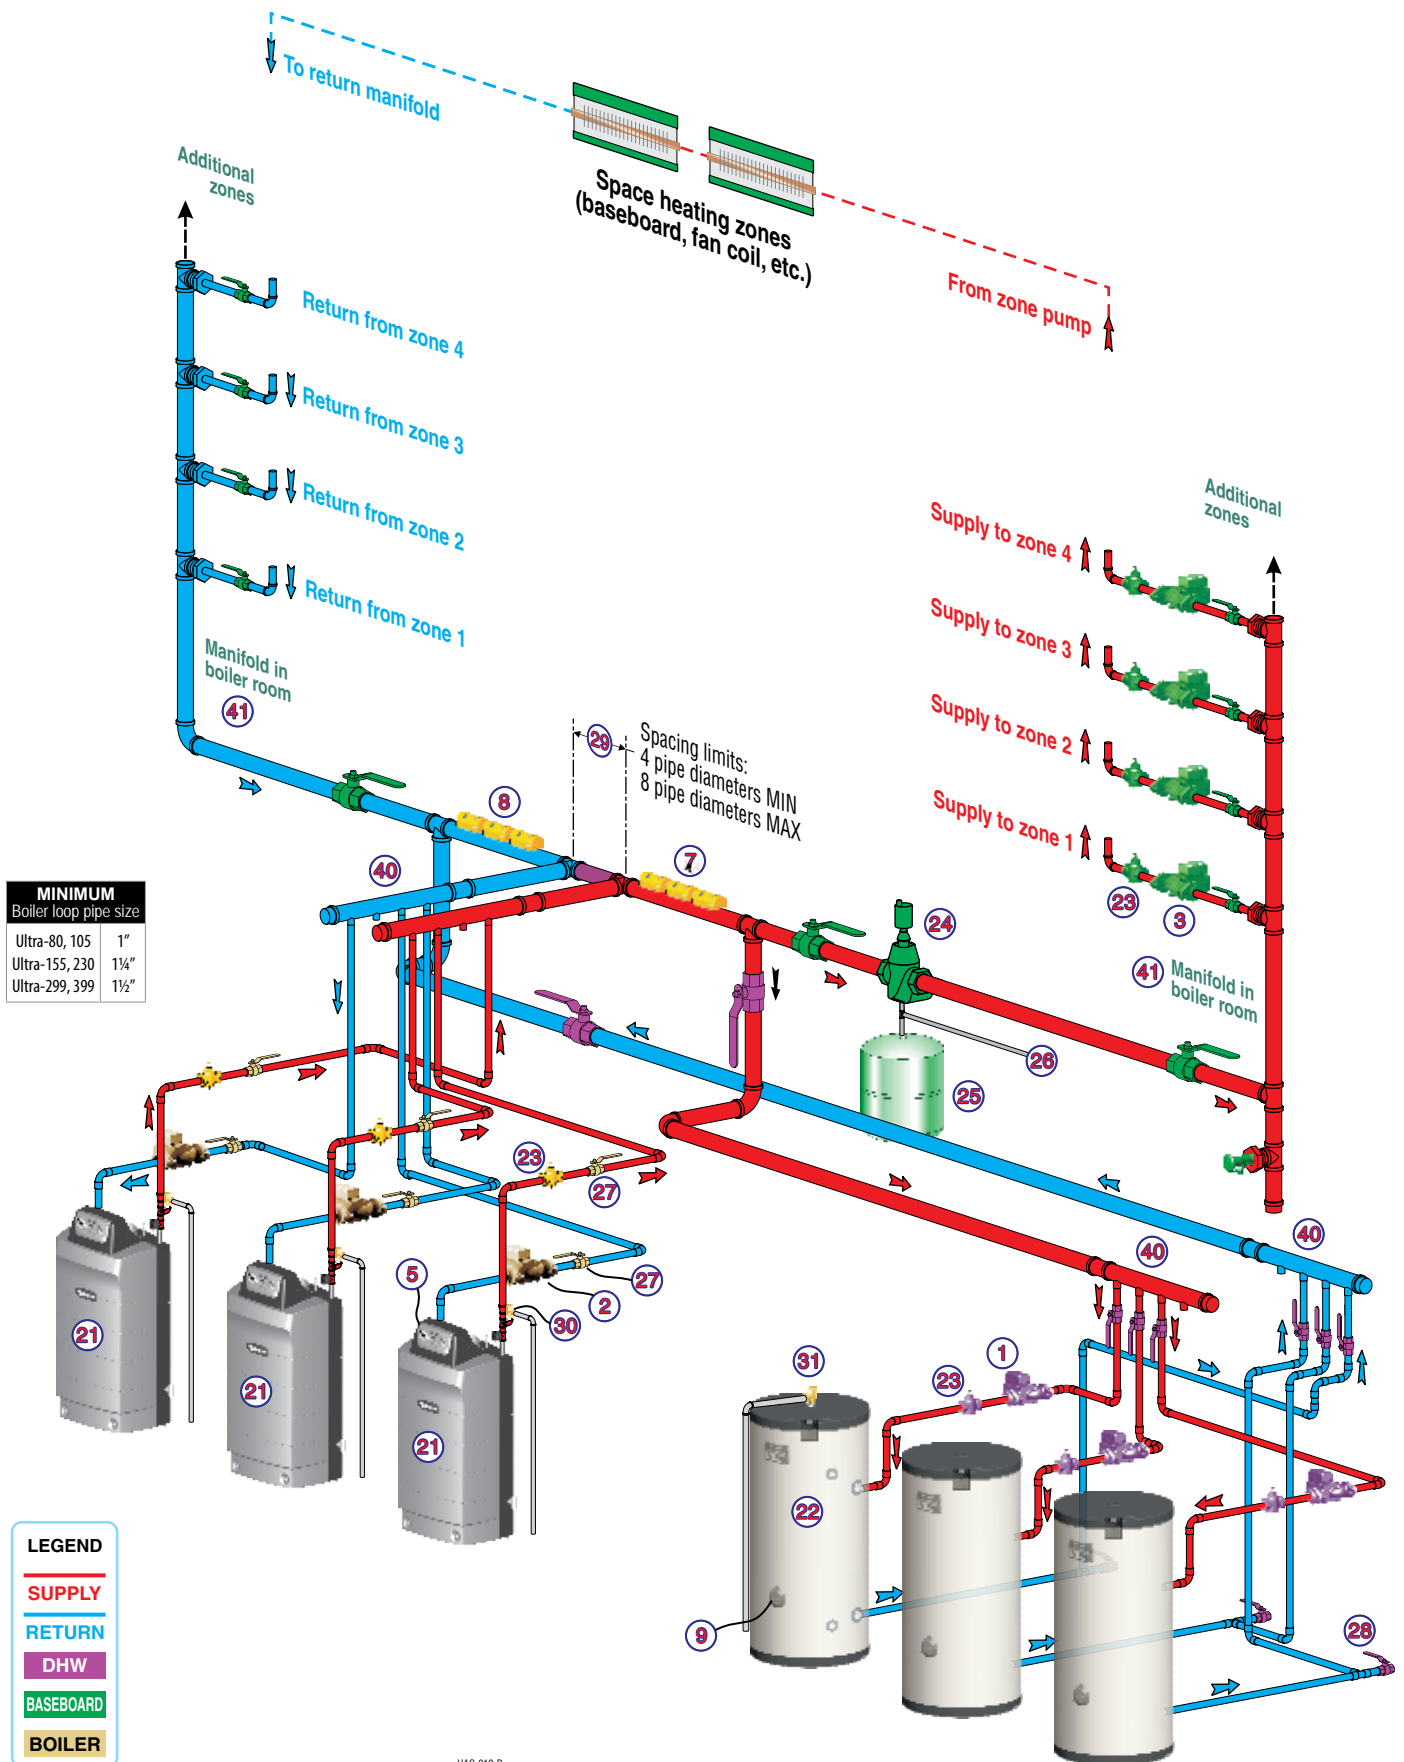 To return manifold
Additional
zones
Space heating zones
(baseboard, fan coil, etc.)
From zone pump
Return from zone 4
Return from zone 3
Return from zone 2
Return from zone 1
Manifold in
boiler room
41
Additional
zones
Supply to zone 4
Supply to zone 3
Supply to zone 2
Supply to zone 1
23
3
41
Manifold in
boiler room
29
Spacing limits:
4 pipe diameters MIN
8 pipe diameters MAX
8
7
40
24
26
25
MINIMUM
Boiler loop pipe size
Ultra-80, 105 1"
Ultra-155, 230 1¼"
Ultra-299, 399 1½"
23
27
27
2
5
30
21
21
21
40
40
31
23
1
22
9
28
LEGEND
SUPPLY
RETURN
DHW
BASEBOARD
BOILER